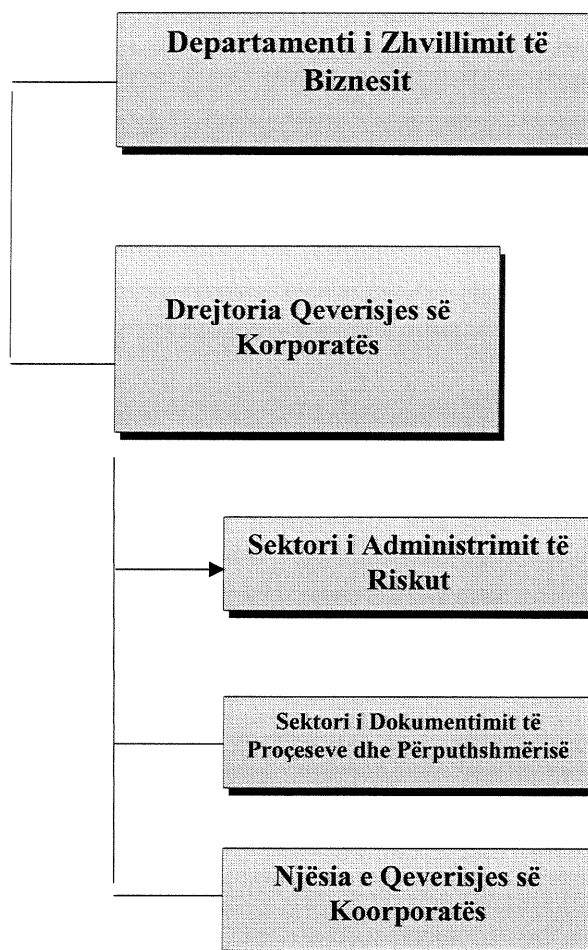 Departamenti i Zhvillimit të
Biznesit
Drejtoria Qeverisjes së
Korporatës
Sektori i Administrimit të
Riskut
Sektori i Dokumentimit të
Proçeseve dhe Përputhshmërisë
Njësia e Qeverisjes së
Koorporatës